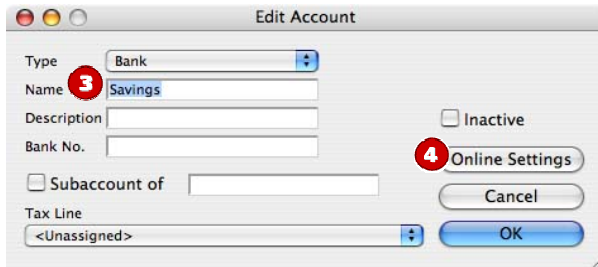 Edit Account
Type Bank
3
Name Savings
Description
Inactive
Bank No.
4 Online Settings
Subaccount of
Cancel
Tax Line
<Unassigned> OK